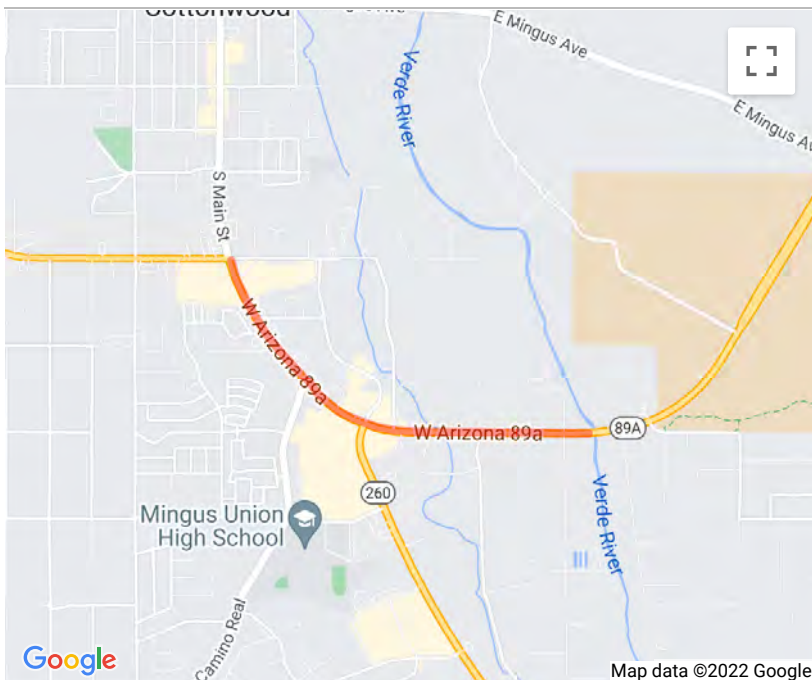 Cottonwood
E Mingus Ave
Verde River
E Mingus Av
S Main St
W Arizona 89a
W Arizona 89a
89A
260
Mingus Union
High School
Verde River
Camino Real
Google
Map data ©2022 Google